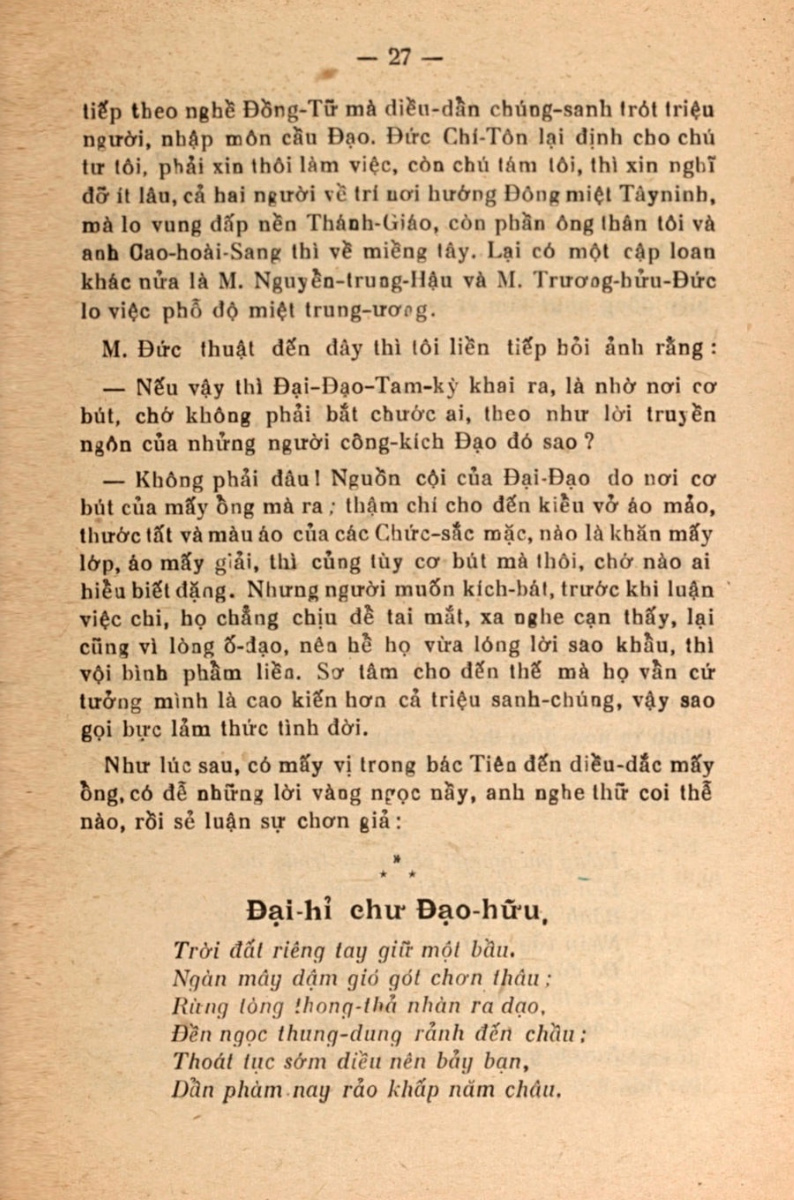 — 27 —
tiếp theo nghề Đồng-Tử mà diều-dẫn chúng-sanh trót triệu
người, nhập môn cầu Đạo. Đức Chí-Tôn lại định cho chú
tư tôi, phải xin thôi làm việc, còn chú tám tôi, thì xin nghĩ
đỡ ít lâu, cả hai người về trí nơi hướng Đông miệt Tâyninh,
mà lo vung đấp nền Thánh-Giáo, còn phần ông thân tôi và
anh Cao-hoài-Sang thì về miềng tây. Lại có một cập loan
khác nửa là M. Nguyễn-trung-Hậu và M. Trương-hửu-Đức
lo việc phổ độ miệt trung-ương.
M. Đức thuật đến đây thì tôi liền tiếp hỏi ảnh rằng :
— Nếu vậy thì Đại-Đạo-Tam-kỳ khai ra, là nhờ nơi cơ
bút, chớ không phải bắt chước ai, theo như lời truyền
ngôn của nhửng người công-kích Đạo đó sao ?
— Không phải đâu ! Nguồn cội của Đại-Đạo do nơi cơ
bút của mấy ổng mà ra ; thậm chí cho đến kiểu vở áo mảo,
thước tất và màu áo của các Chức-sắc mặc, nào là khăn mấy
lớp, áo mấy giải, thì củng tùy cơ bút mà thôi, chớ nào ai
hiểu biết đặng. Nhưng người muốn kích-bát, trước khi luận
việc chi, họ chẳng chịu để tai mắt, xa nghe cạn thấy, lại
cũng vì lòng ố-đạo, nên hể họ vừa lóng lời sao khẩu, thì
vội bình phẩm liền. Sơ tâm cho đến thế mà họ vẫn cứ
tưởng mình là cao kiến hơn cả triệu sanh-chúng, vậy sao
gọi bực lảm thức tình đời.
Như lúc sau, có mấy vị trong bác Tiên đến diều-dắc mấy
ổng, có để những lời vàng ngọc nầy, anh nghe thữ coi thể
nào, rồi sẻ luận sự chơn giả :
*
* *
Đại-hỉ chư Đạo-hữu,
Trời đất riêng tay giữ một bầu.
Ngàn mây dậm gió gót chơn thâu ;
Rừng tòng thong-thả nhàn ra dạo,
Đền ngọc thung-dung rảnh đến chầu ;
Thoát tục sớm diều nên bảy bạn,
Dẫn phàm nay rảo khấp năm châu.